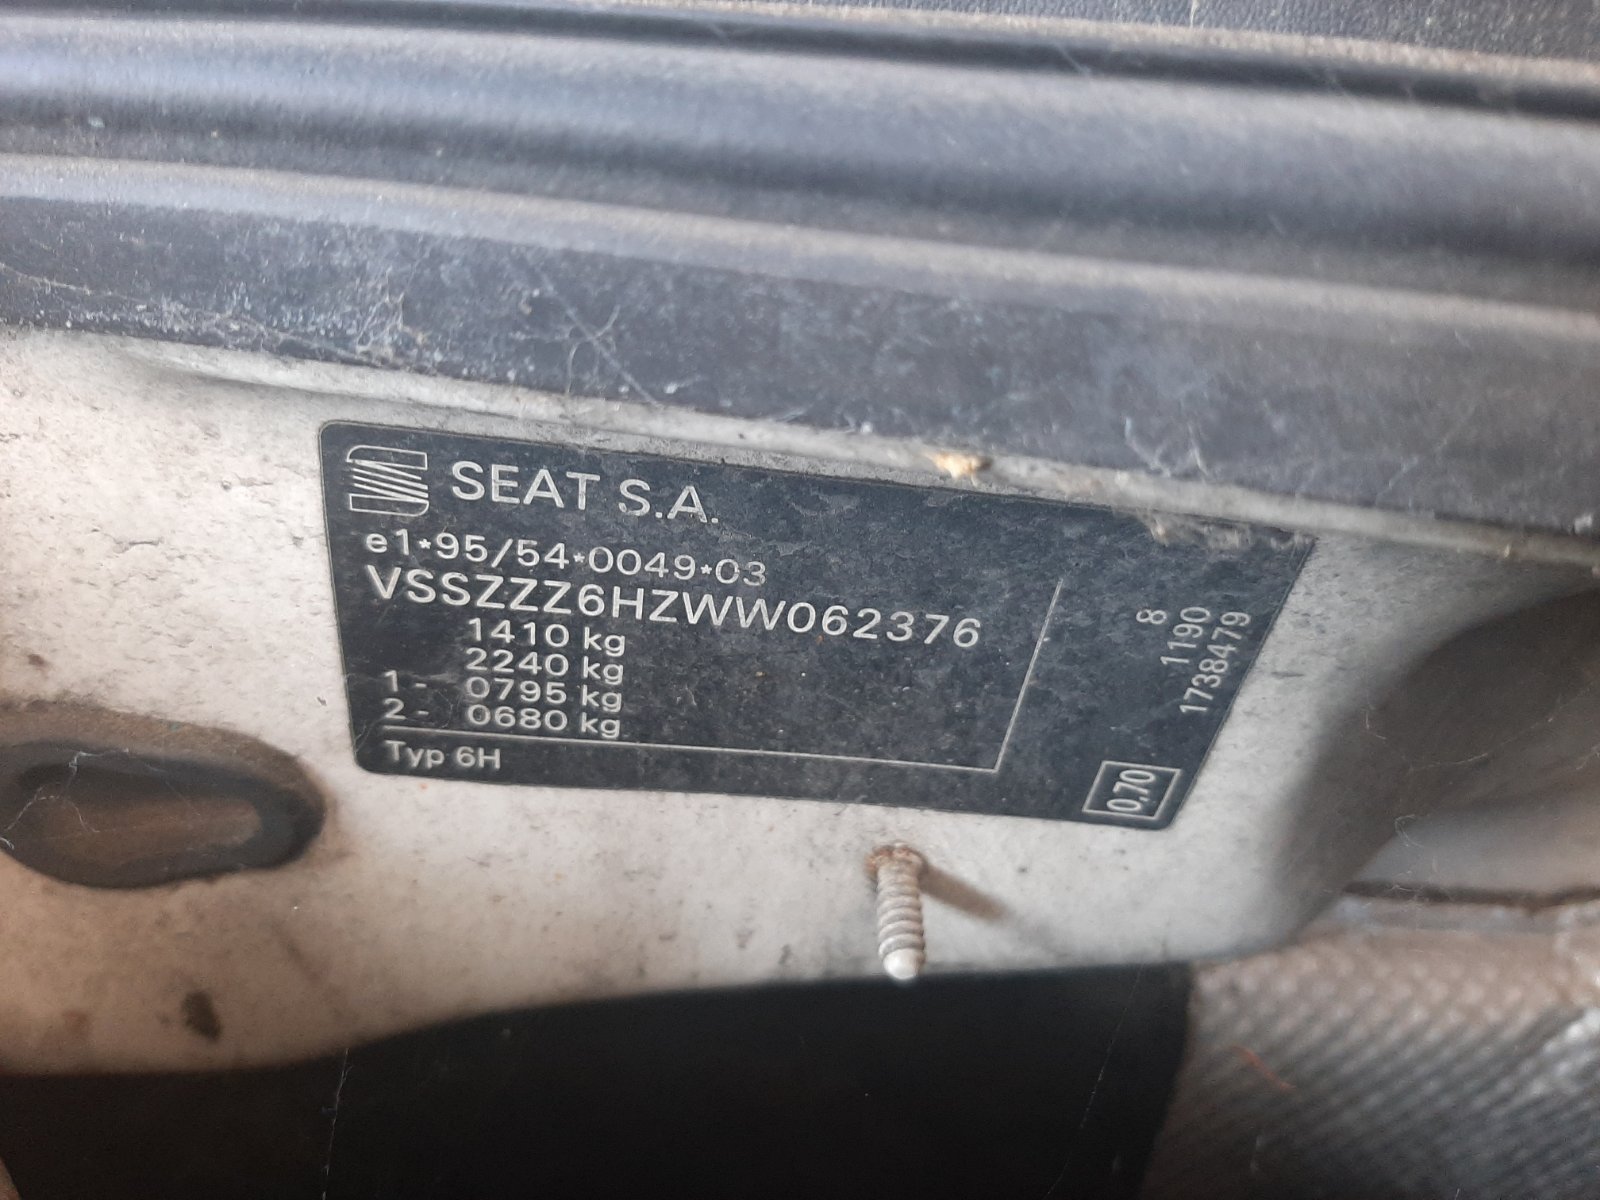 SEAT S.A.
e1*95/54*0049*03
VSSZZZ6HZWW062376
1410 kg
2240 kg
1- 0795 kg
2- 0680 kg
Typ 6H
8
1190
1738479
0,70